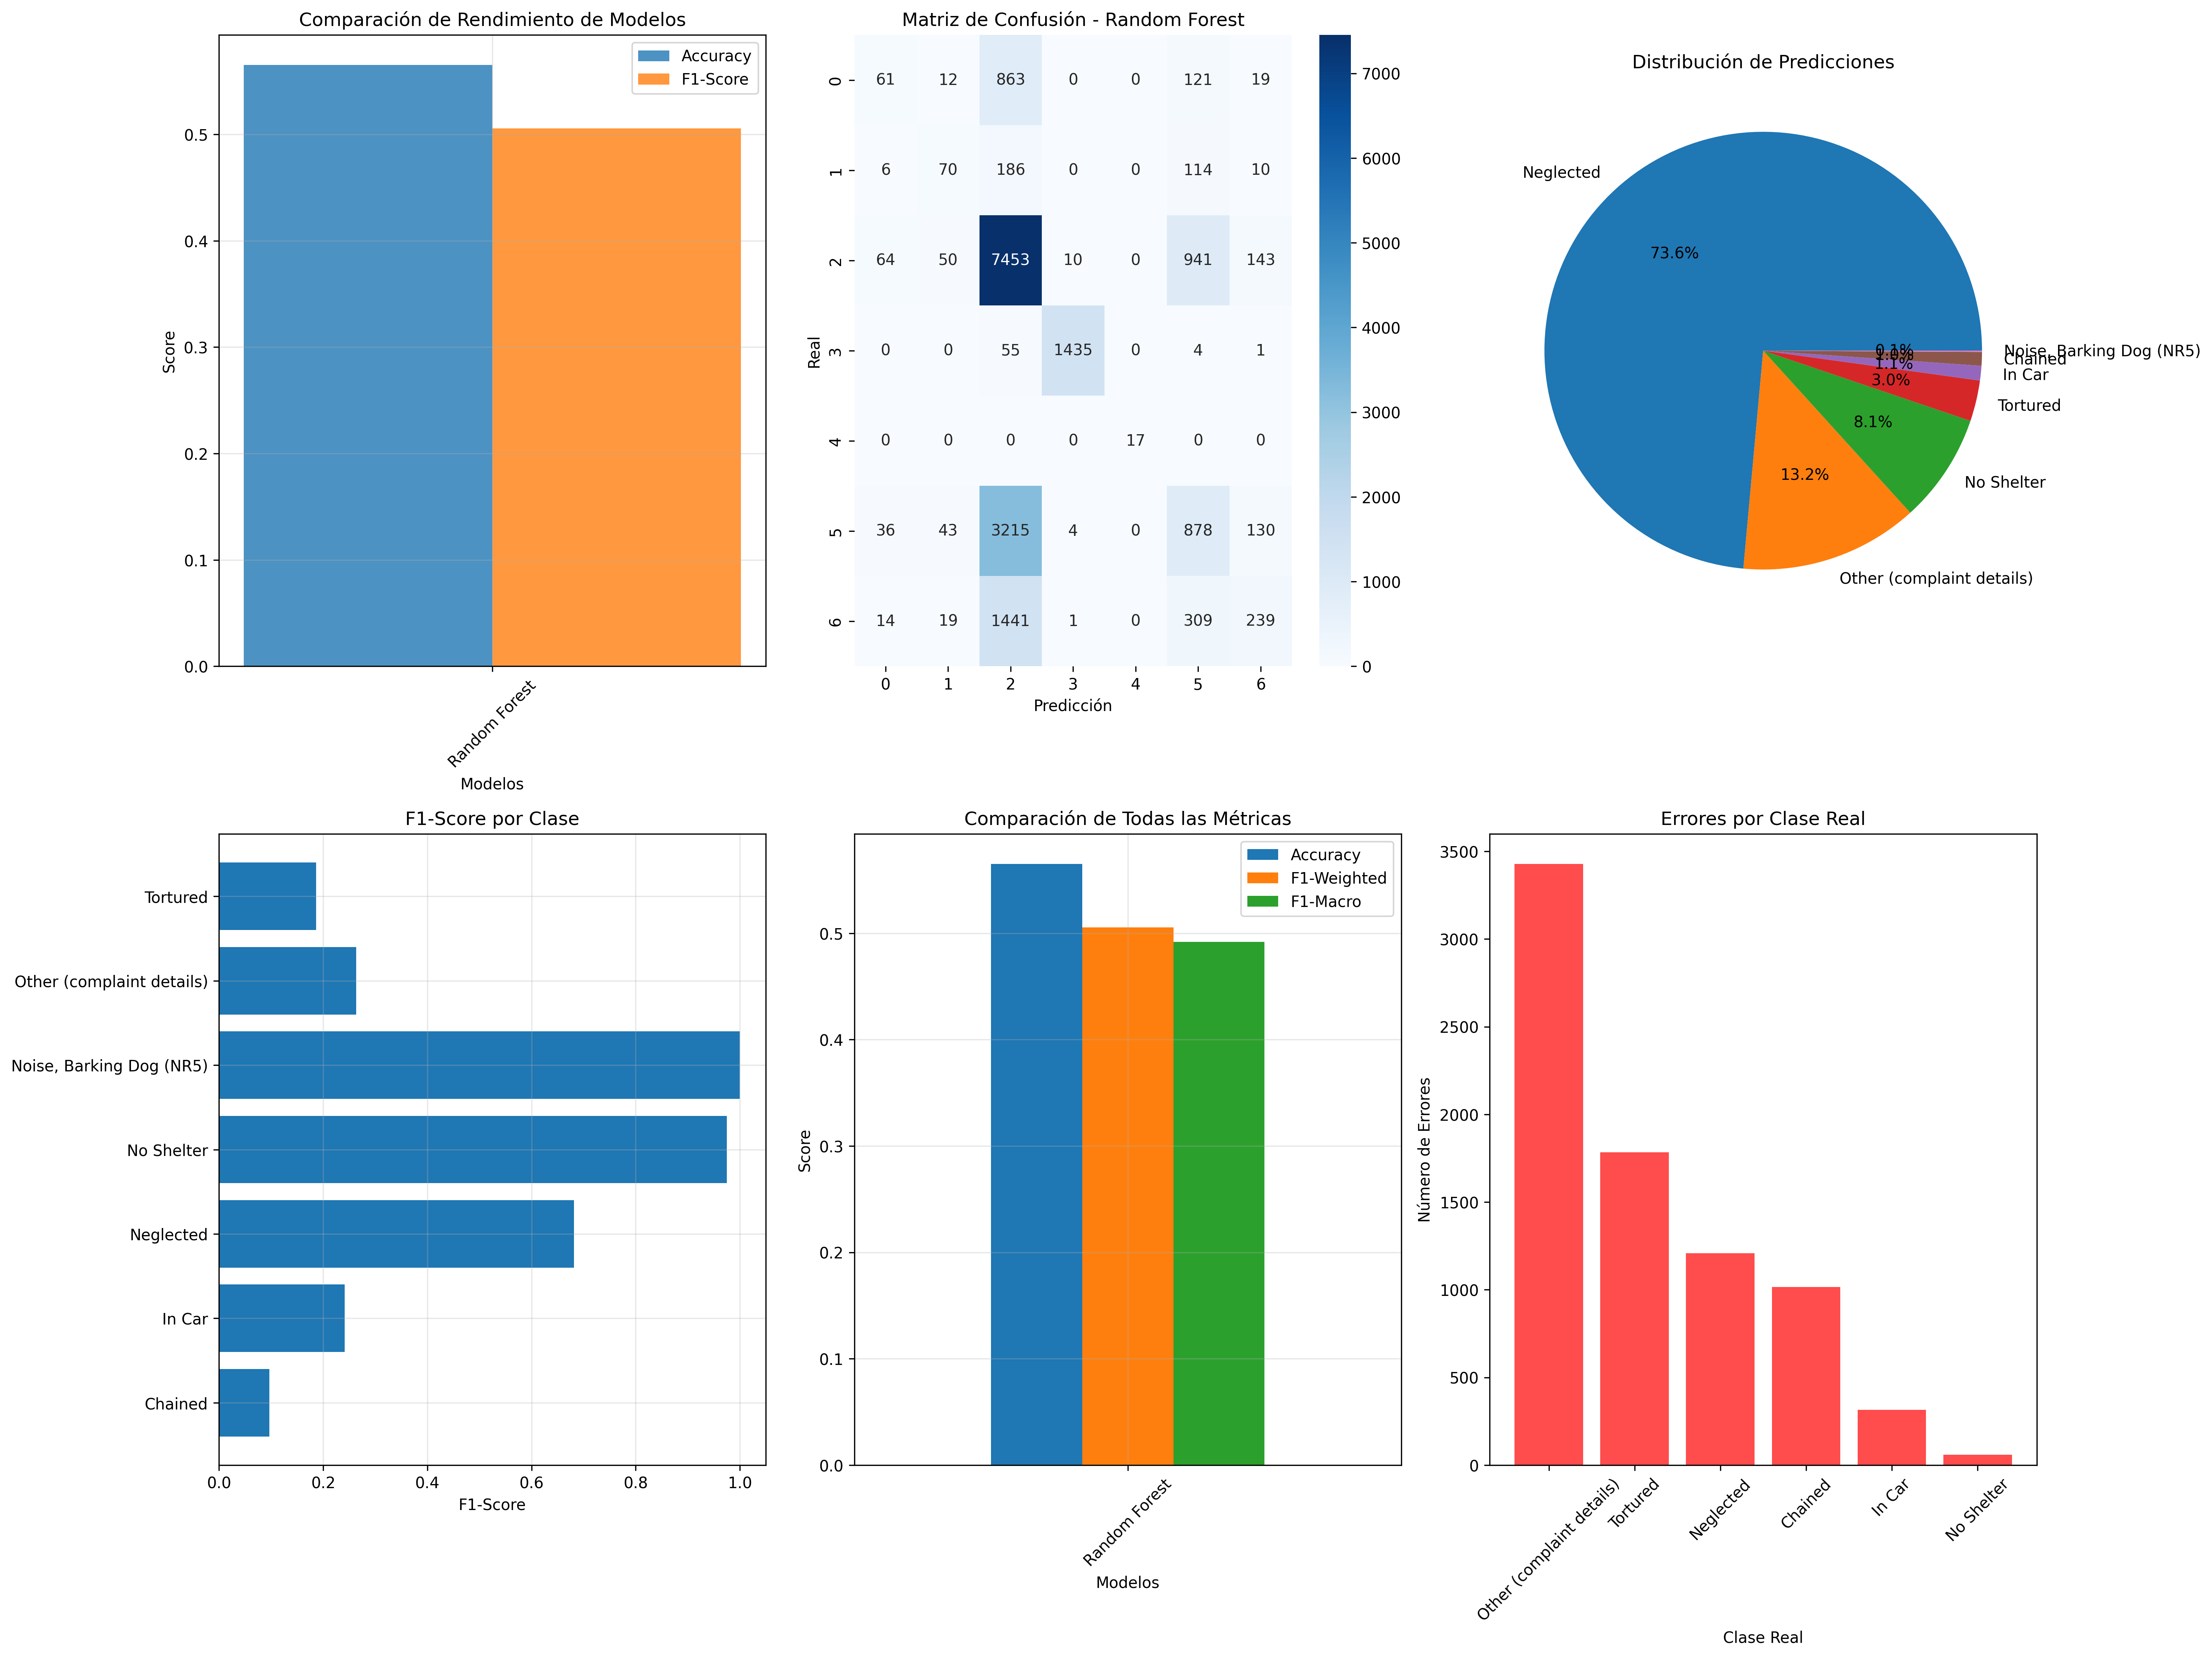 Comparación de Rendimiento de Modelos
Accuracy
F1-Score
0.5
0.4
0.3
0.2
0.1
0.0
Score
Random Forest
Modelos
Matriz de Confusión - Random Forest
0 61 12 863 0 0 121 19
1 6 70 186 0 0 114 10
2 64 50 7453 10 0 941 143
3 0 0 55 1435 0 4 1
4 0 0 0 0 17 0 0
5 36 43 3215 4 0 878 130
6 14 19 1441 1 0 309 239
0 1 2 3 4 5 6
Real
Predicción
7000
6000
5000
4000
3000
2000
1000
0
Distribución de Predicciones
Neglected
73.6%
0.1% Noise, Barking Dog (NR5)
1.0% Chained
1.1% In Car
3.0% Tortured
8.1% No Shelter
13.2%
Other (complaint details)
F1-Score por Clase
Tortured
Other (complaint details)
Noise, Barking Dog (NR5)
No Shelter
Neglected
In Car
Chained
0.0 0.2 0.4 0.6 0.8 1.0
F1-Score
Comparación de Todas las Métricas
Accuracy
F1-Weighted
F1-Macro
0.5
0.4
0.3
0.2
0.1
0.0
Score
Random Forest
Modelos
Errores por Clase Real
3500
3000
2500
2000
1500
1000
500
0
Número de Errores
Other (complaint details)
Tortured
Neglected
Chained
In Car
No Shelter
Clase Real